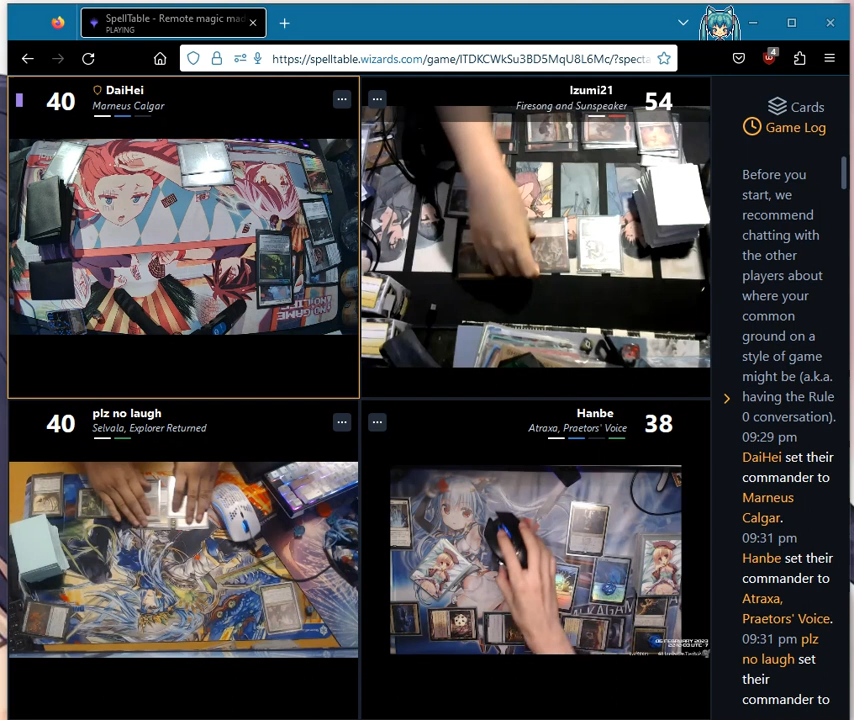 SpellTable - Remote magic mad
PLAYING
https://spelltable.wizards.com/game/ITDKCWkSu3BD5MqU8L6Mc/?specta
4
40
DaiHei
Marneus Calgar
Izumi21
Firesong and Sunspeaker
54
40
plz no laugh
Selvala, Explorer Returned
Hanbe
Atraxa, Praetors' Voice
38
Cards
Game Log
Before you
start, we
recommend
chatting with
the other
players about
where your
common
ground on a
style of game
might be (a.k.a.
having the Rule
0 conversation).
09:29 pm
DaiHei set their
commander to
Marneus
Calgar.
09:31 pm
Hanbe set their
commander to
Atraxa,
Praetors' Voice.
09:31 pm plz
no laugh set
their
commander to